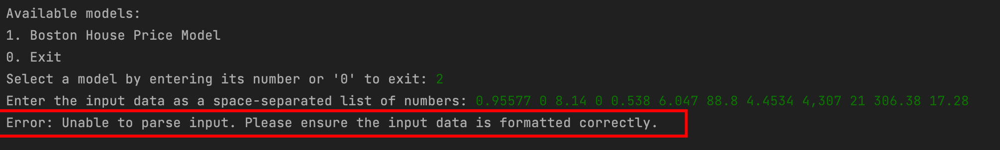 Available models:
1. Boston House Price Model
0. Exit
Select a model by entering its number or '0' to exit: 2
Enter the input data as a space-separated list of numbers: 0.95577 0 8.14 0 0.538 6.047 88.8 4.4534 4,307 21 306.38 17.28
Error: Unable to parse input. Please ensure the input data is formatted correctly.